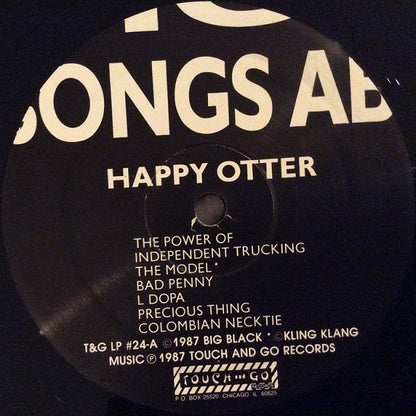 SONGS AB
HAPPY OTTER
THE POWER OF
INDEPENDENT TRUCKING
THE MODEL *
BAD PENNY
L DOPA
PRECIOUS THING
COLOMBIAN NECKTIE
T&G LP #24-A ©1987 BIG BLACK * ©KLING KLANG
MUSIC ℗ 1987 TOUCH AND GO RECORDS
TOUCH AND GO
P O BOX 25520 CHICAGO IL 60625